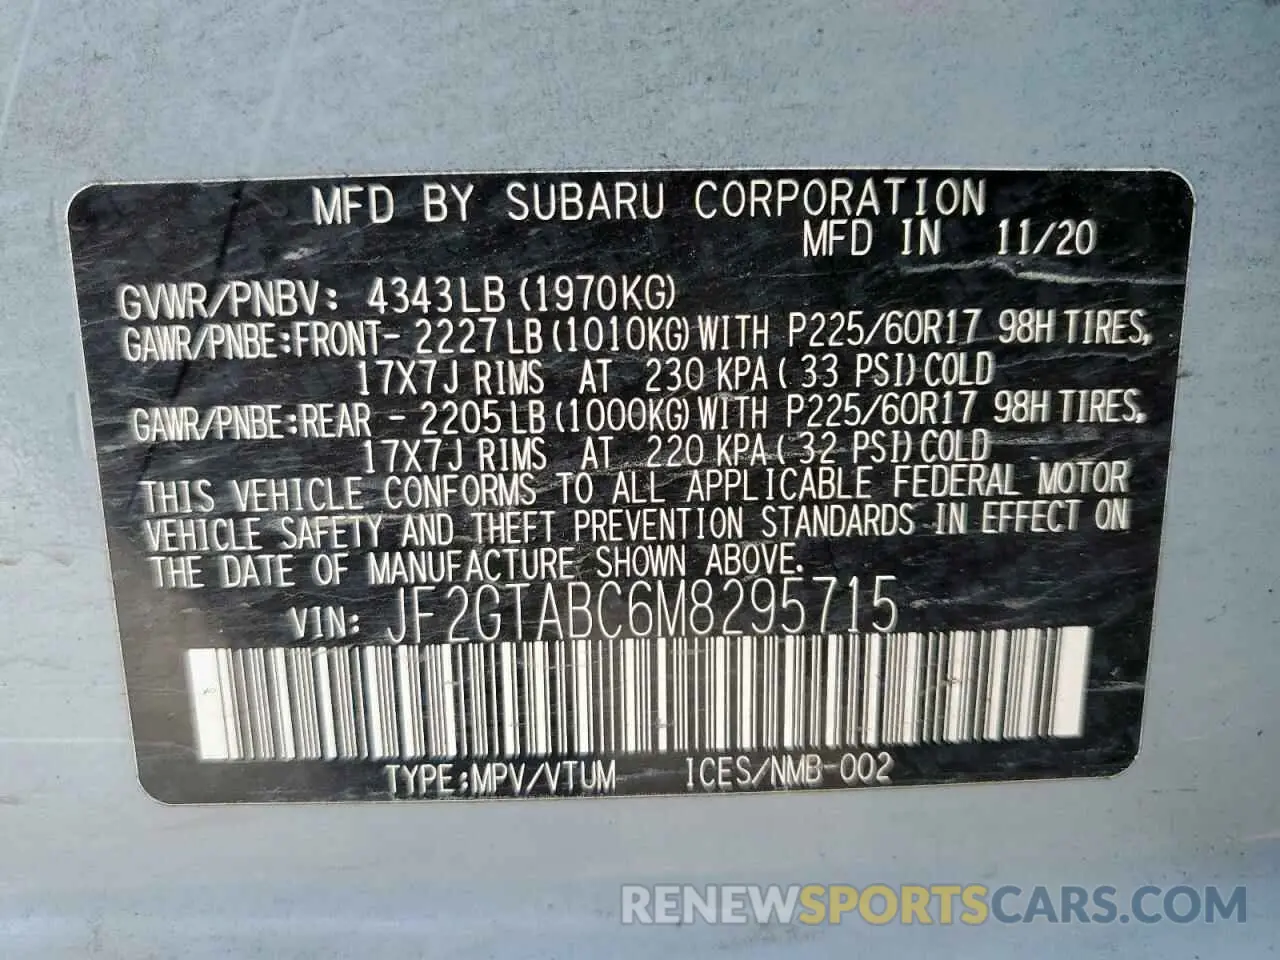 MFD BY SUBARU CORPORATION
MFD IN 11/20
GVWR/PNBV: 4343LB (1970KG)
GAWR/PNBE:FRONT- 2227LB (1010KG) WITH P225/60R17 98H TIRES,
17X7J RIMS AT 230 KPA (33 PSI) COLD
GAWR/PNBE:REAR - 2205LB (1000KG) WITH P225/60R17 98H TIRES,
17X7J RIMS AT 220 KPA (32 PSI) COLD
THIS VEHICLE CONFORMS TO ALL APPLICABLE FEDERAL MOTOR
VEHICLE SAFETY AND THEFT PREVENTION STANDARDS IN EFFECT ON
THE DATE OF MANUFACTURE SHOWN ABOVE.
VIN: JF2GTABC6M8295715
TYPE:MPV/VTUM ICES/NMB-002
RENEWSPORTSCARS.COM